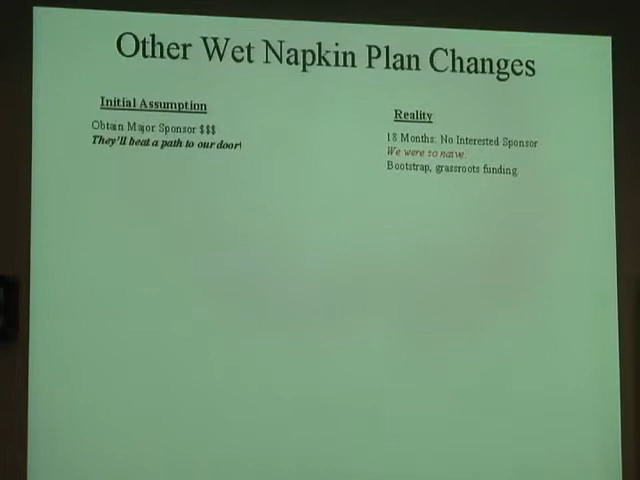 Other Wet Napkin Plan Changes
Initial Assumption
Obtain Major Sponsor $$$
They'll beat a path to our door!
Reality
18 Months: No Interested Sponsor
We were so naive.
Bootstrap, grassroots funding